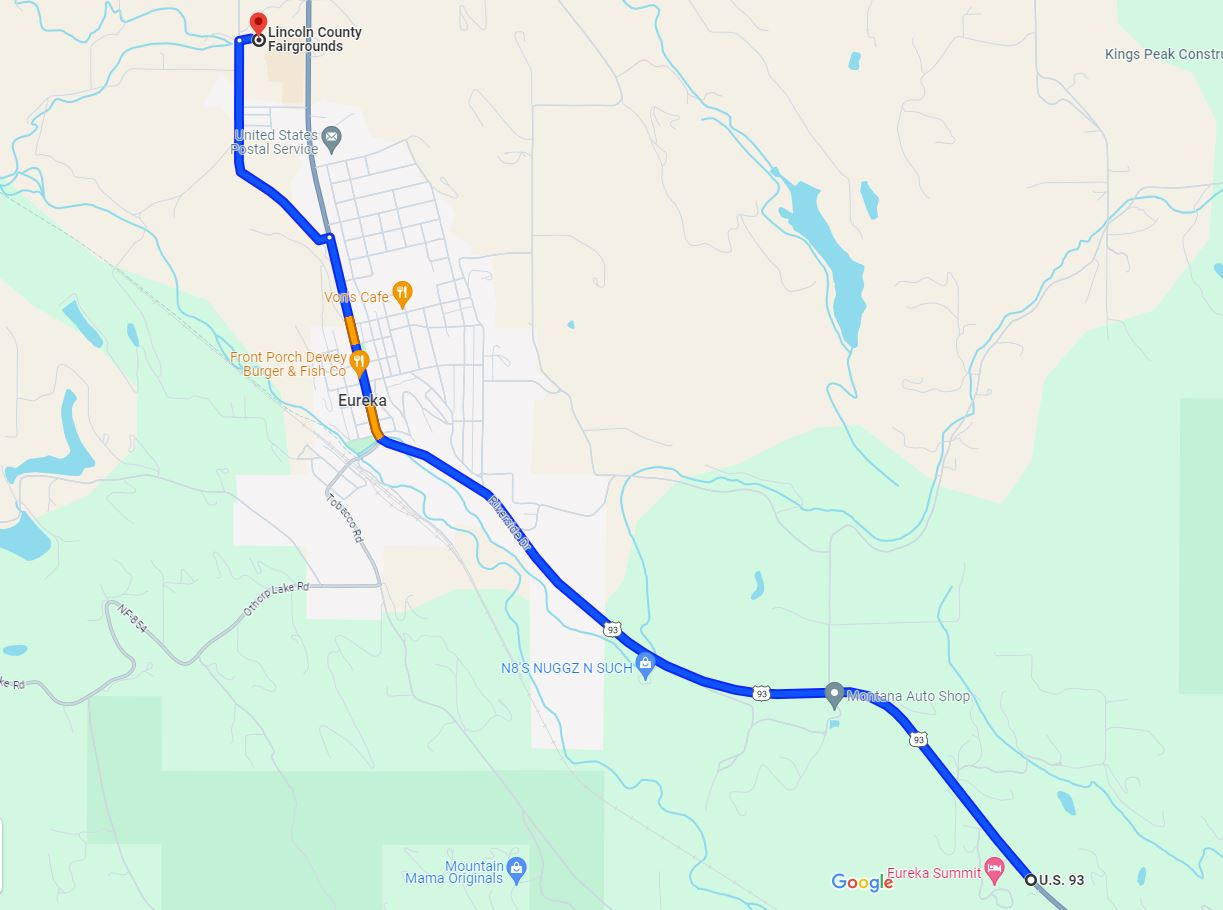 Lincoln County
Fairgrounds
Kings Peak Constru
United States
Postal Service
Vons Cafe
Front Porch Dewey
Burger & Fish Co
Eureka
Riverside Dr
Tobacco Rd
Othorp Lake Rd
NF-854
ke Rd
93
N8'S NUGGZ N SUCH
93
Montana Auto Shop
93
Mountain
Mama Originals
Google
Eureka Summit
U.S. 93